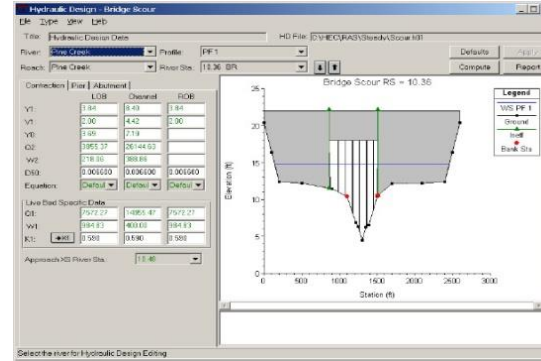 Hydraulic Design - Bridge Scour
File Type View Help
Title: Hydraulic Design Data HD File: C:\HEC\RAS\Steady\Scour.h01
River: Pine Creek Profile: PF 1 Defaults Apply
Reach: Pine Creek River Sta.: 10.36 BR Compute Report
Contraction Pier Abutment
LOB Channel ROB
Y1: 3.84 8.43 3.84
V1: 2.00 4.42 2.00
Y0: 3.69 7.19
Q2: 3855.37 26144.63
W2: 218.06 388.86
D50: 0.006600 0.006600 0.006600
Equation: Default Default Default
Live Bed Specific Data
Q1: 7572.27 7572.27
W1: 994.83 400.00 994.83
K1: 0.590 0.590 0.590
Approach XS River Sta.: 10.48
Bridge Scour RS = 10.36
Legend
WS PF 1
Ground
Ineff
Bank Sta
Elevation (ft)
25
20
15
10
5
0
0 500 1000 1500 2000 2500 3000
Station (ft)
Select the river for Hydraulic Design Editing